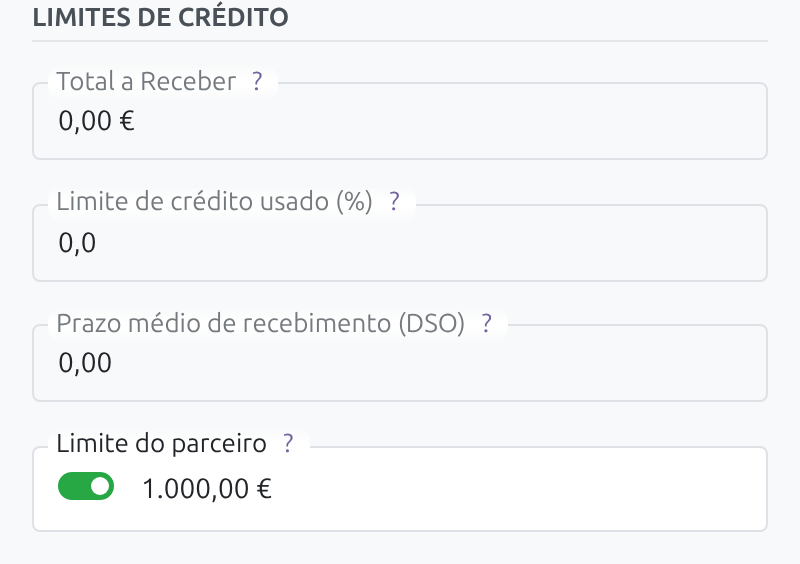 LIMITES DE CRÉDITO
Total a Receber ?
0,00 €
Limite de crédito usado (%) ?
0,0
Prazo médio de recebimento (DSO) ?
0,00
Limite do parceiro ?
1.000,00 €